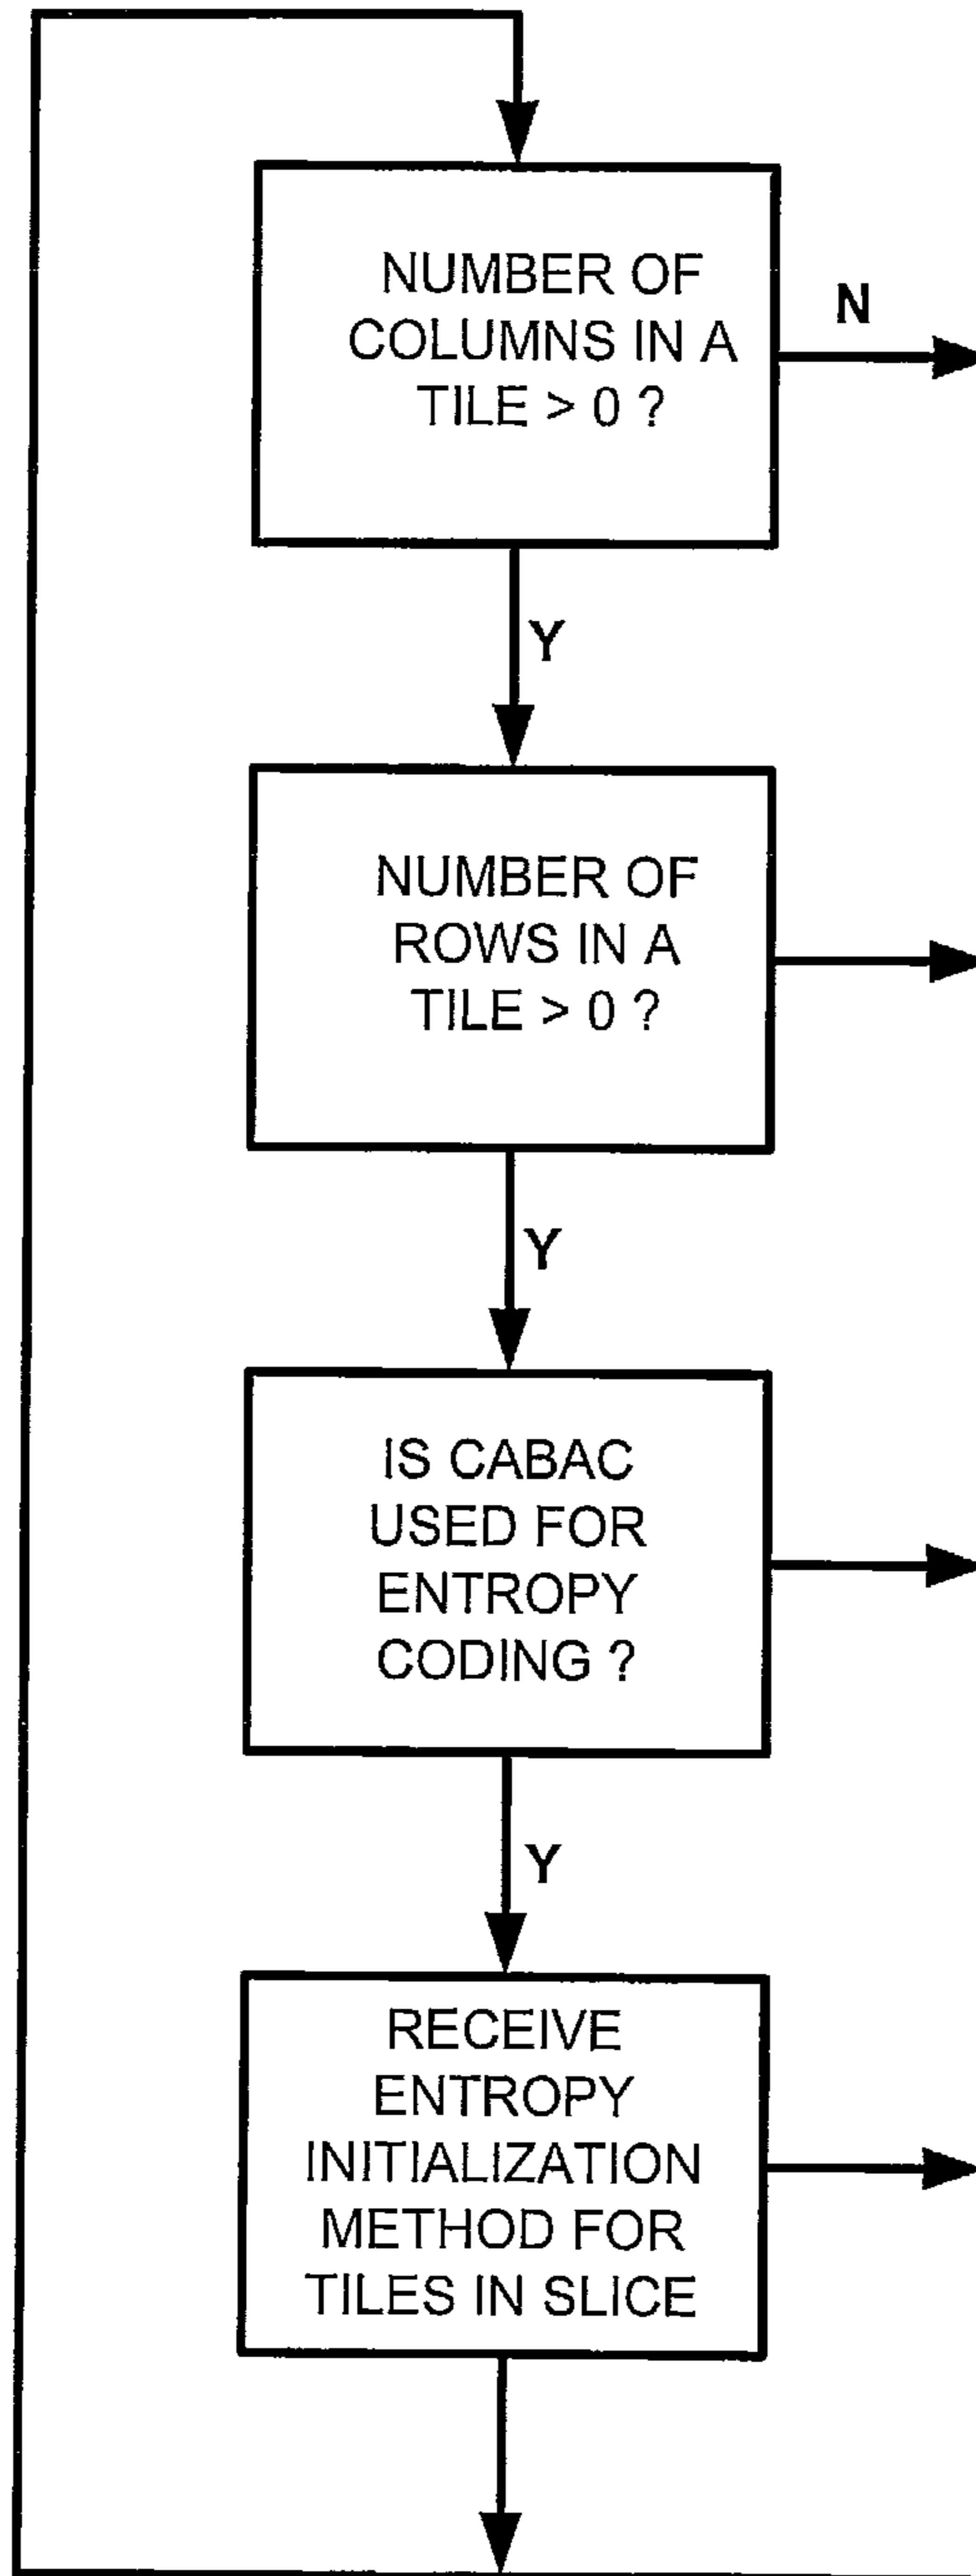 NUMBER OF
COLUMNS IN A
TILE > 0 ?
N
Y
NUMBER OF
ROWS IN A
TILE > 0 ?
Y
IS CABAC
USED FOR
ENTROPY
CODING ?
Y
RECEIVE
ENTROPY
INITIALIZATION
METHOD FOR
TILES IN SLICE